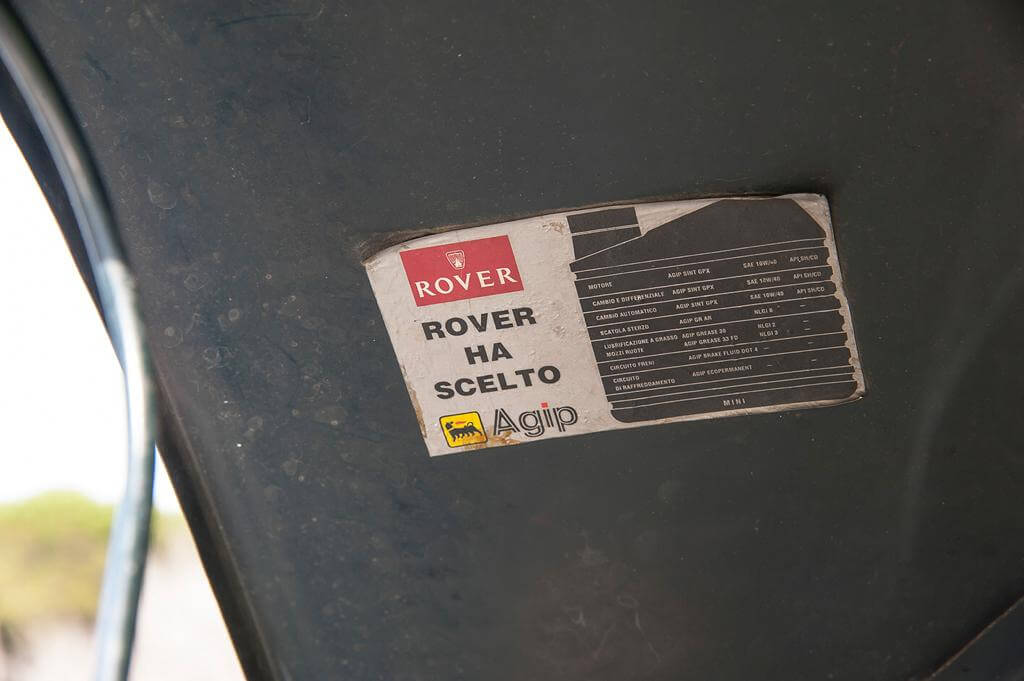 ROVER
ROVER
HA
SCELTO
Agip
MOTORE AGIP SINT GPX SAE 10W/40 API SH/CD
CAMBIO E DIFFERENZIALE AGIP SINT GPX SAE 10W/40 API SH/CD
CAMBIO AUTOMATICO AGIP SINT GPX SAE 10W/40 API SH/CD
SCATOLA STERZO AGIP GR AR NLGI
LUBRIFICAZIONE A GRASSO AGIP GREASE 30 NLGI 2 –
MOZZI RUOTE AGIP GREASE 33 FD NLGI 3 –
CIRCUITO FRENI AGIP BRAKE FLUID DOT 4 – –
CIRCUITO
DI RAFFREDDAMENTO AGIP ECOPERMANENT – –
MINI